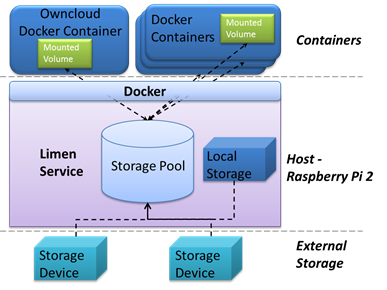 Owncloud
Docker Container
Mounted
Volume
Docker
Containers
Mounted
Volume
Containers
Docker
Limen
Service
Storage Pool
Local
Storage
Host -
Raspberry Pi 2
Storage
Device
Storage
Device
External
Storage